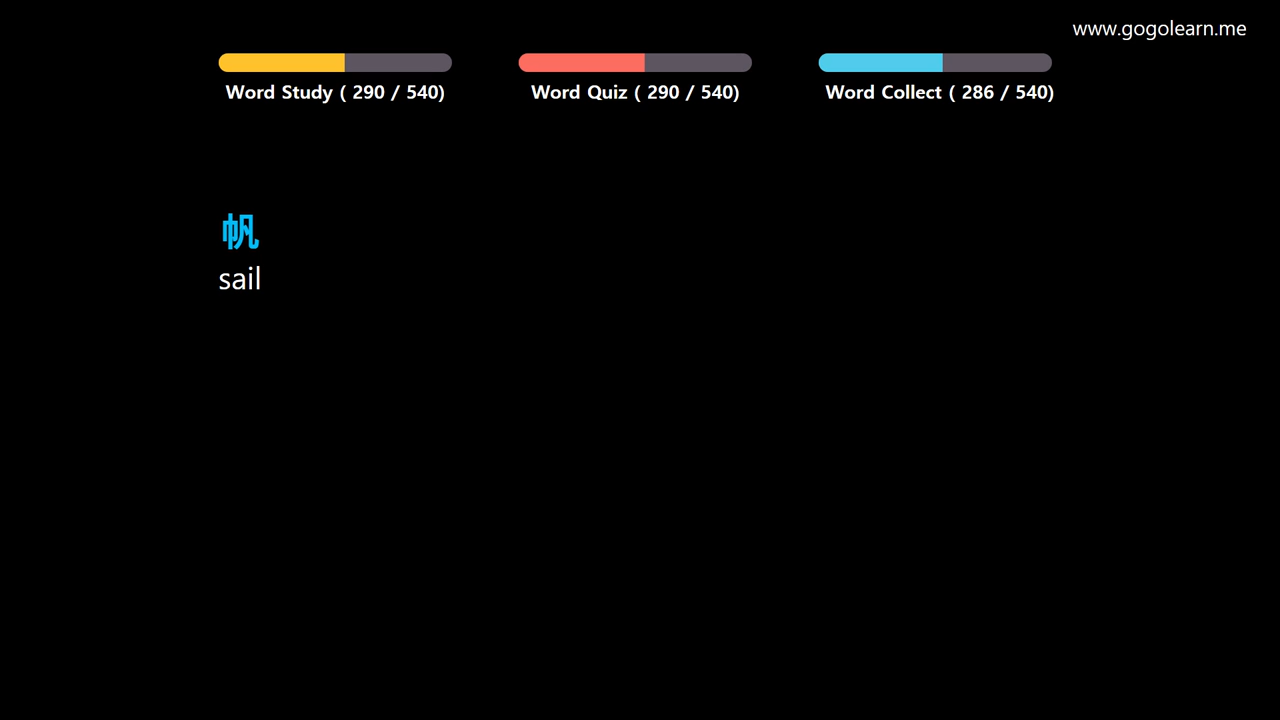 www.gogolearn.me
Word Study ( 290 / 540)
Word Quiz ( 290 / 540)
Word Collect ( 286 / 540)
帆
sail